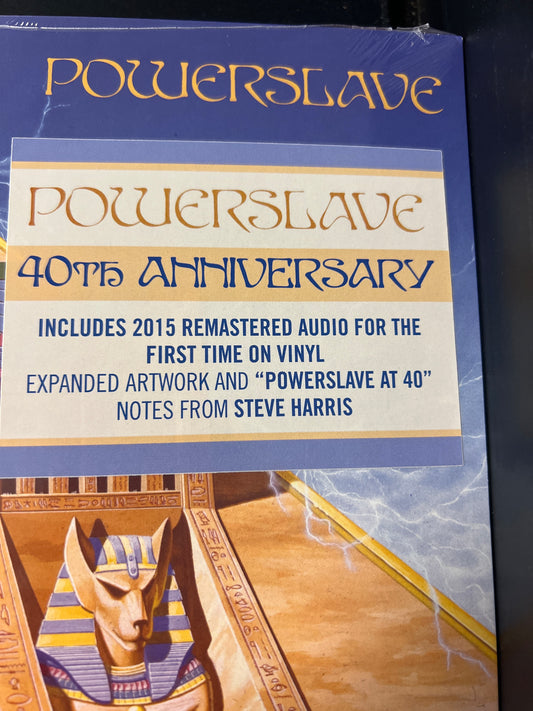 POWERSLAVE
POWERSLAVE
40Th ANNIVERSARY
INCLUDES 2015 REMASTERED AUDIO FOR THE
FIRST TIME ON VINYL
EXPANDED ARTWORK AND “POWERSLAVE AT 40”
NOTES FROM STEVE HARRIS